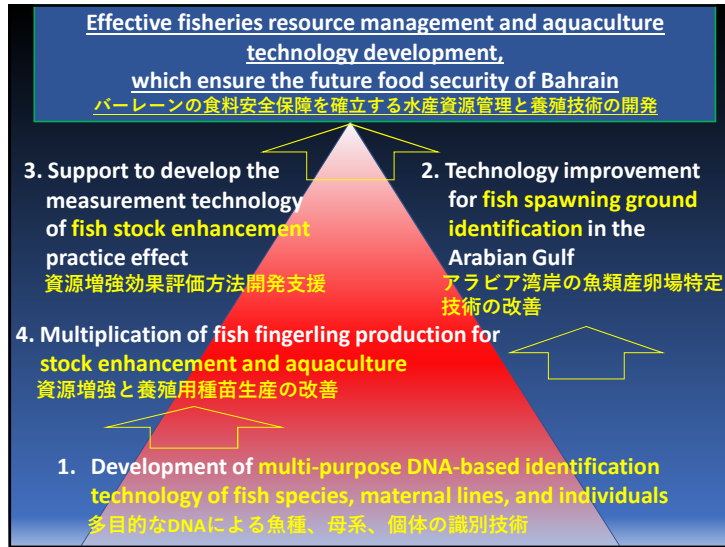 Effective fisheries resource management and aquaculture
technology development,
which ensure the future food security of Bahrain
バーレーンの食料安全保障を確立する水産資源管理と養殖技術の開発
3. Support to develop the
measurement technology
of fish stock enhancement
practice effect
資源増強効果評価方法開発支援
2. Technology improvement
for fish spawning ground
identification in the
Arabian Gulf
アラビア湾岸の魚類産卵場特定
技術の改善
4. Multiplication of fish fingerling production for
stock enhancement and aquaculture
資源増強と養殖用種苗生産の改善
1. Development of multi-purpose DNA-based identification
technology of fish species, maternal lines, and individuals
多目的なDNAによる魚種、母系、個体の識別技術